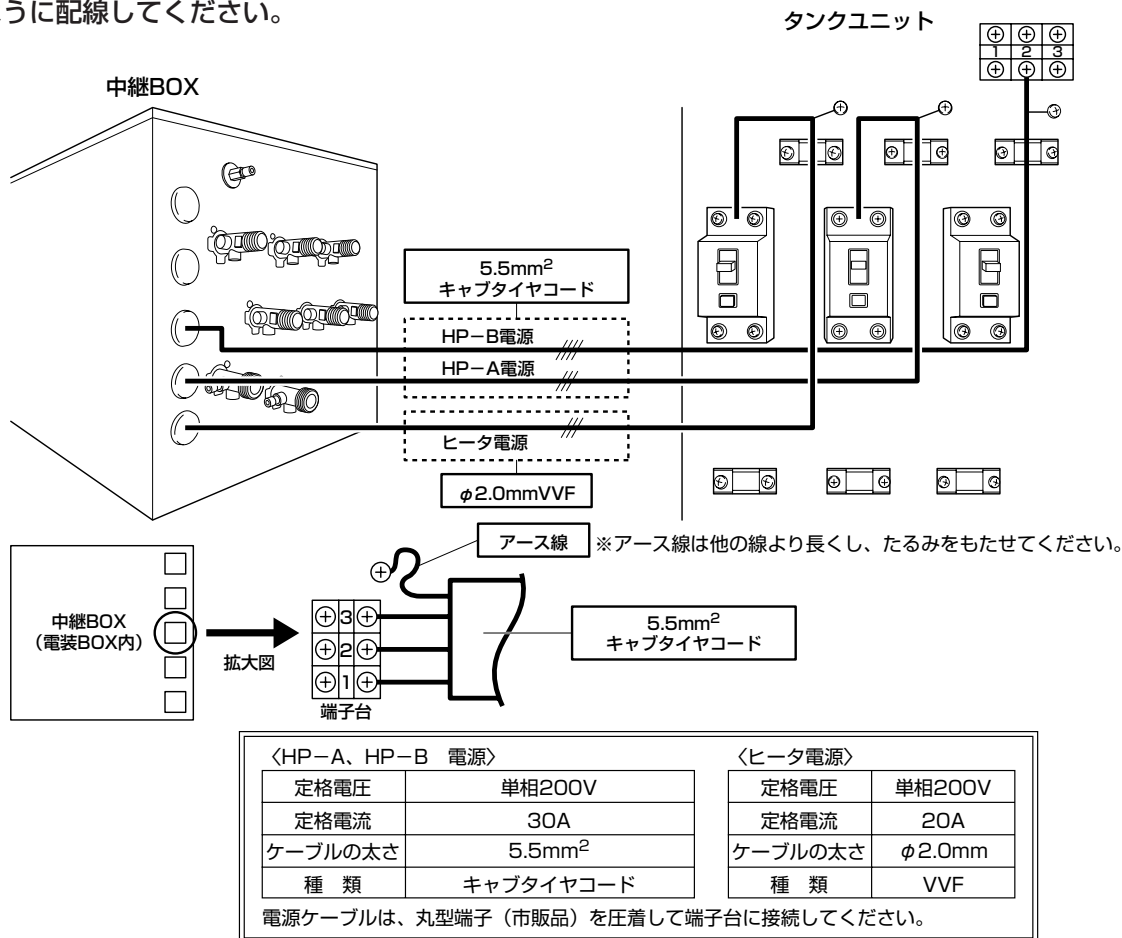 うに配線してください。
タンクユニット
1 2 3
中継BOX
5.5mm²
キャブタイヤコード
HP－B電源
HP－A電源
ヒータ電源
φ2.0mmVVF
アース線
※アース線は他の線より長くし、たるみをもたせてください。
中継BOX
（電装BOX内）
拡大図
3
2
1
端子台
5.5mm²
キャブタイヤコード
〈HP－A、HP－B　電源〉
定格電圧 単相200V
定格電流 30A
ケーブルの太さ 5.5mm²
種　類 キャブタイヤコード
〈ヒータ電源〉
定格電圧 単相200V
定格電流 20A
ケーブルの太さ φ2.0mm
種　類 VVF
電源ケーブルは、丸型端子（市販品）を圧着して端子台に接続してください。